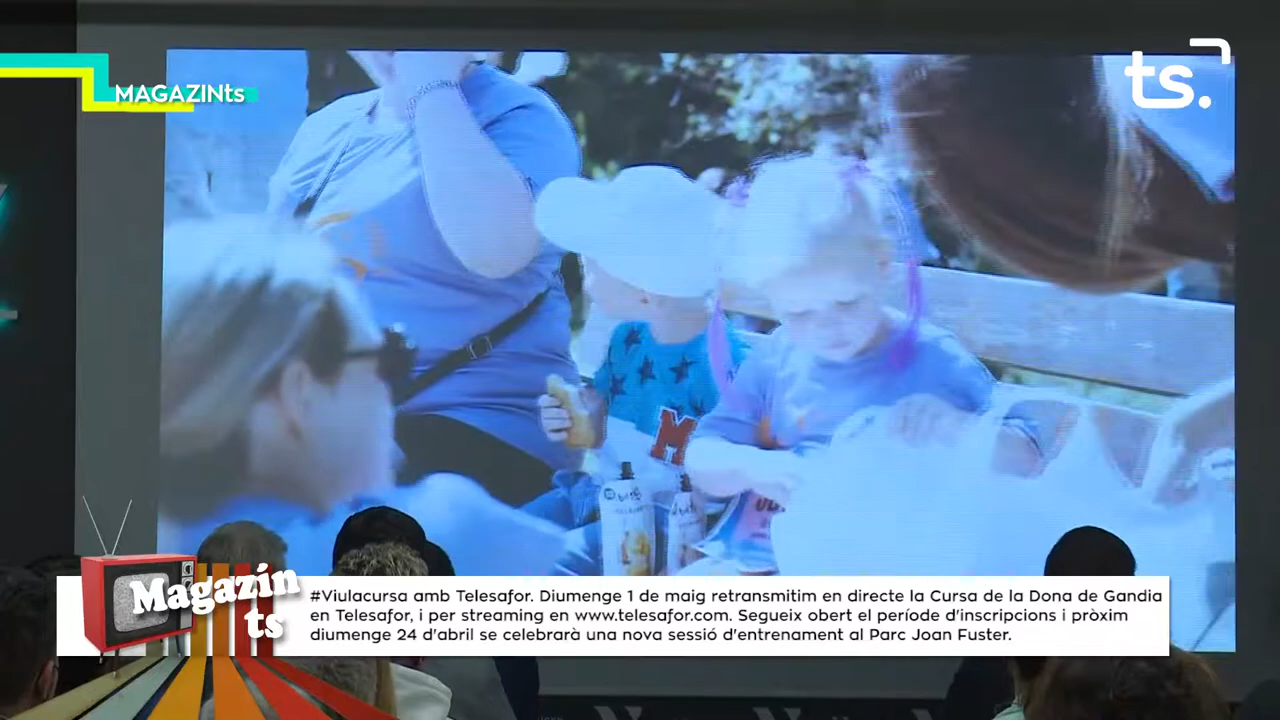 MAGAZINts
ts.
M
Magazín
ts
#Viulacursa amb Telesafor. Diumenge 1 de maig retransmitim en directe la Cursa de la Dona de Gandia
en Telesafor, i per streaming en www.telesafor.com. Segueix obert el període d'inscripcions i pròxim
diumenge 24 d'abril se celebrarà una nova sessió d'entrenament al Parc Joan Fuster.